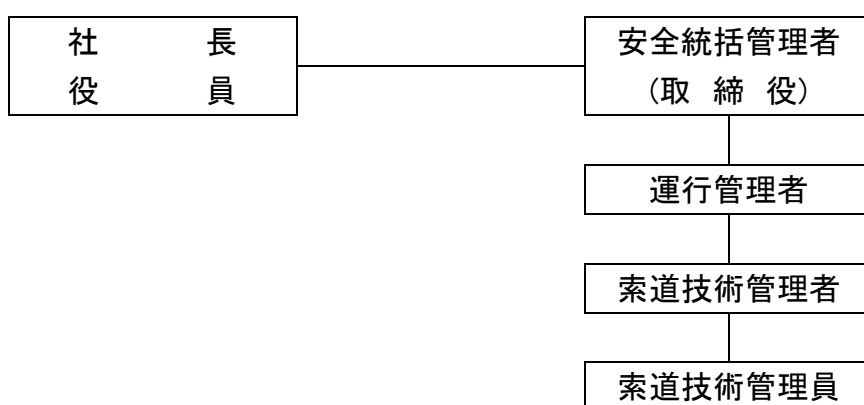 社　長
役　員
安全統括管理者
（取 締 役）
運行管理者
索道技術管理者
索道技術管理員